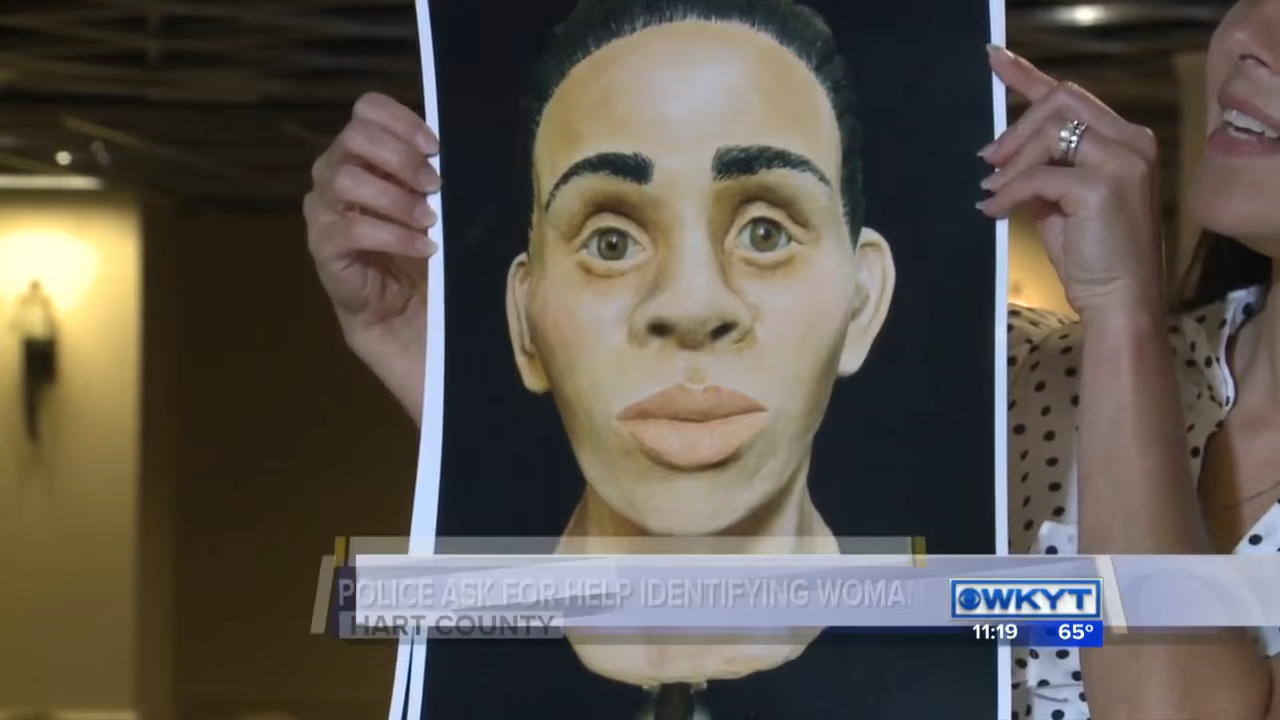 POLICE ASK FOR HELP IDENTIFYING WOMA
HART COUNTY
WKYT
11:19 65°